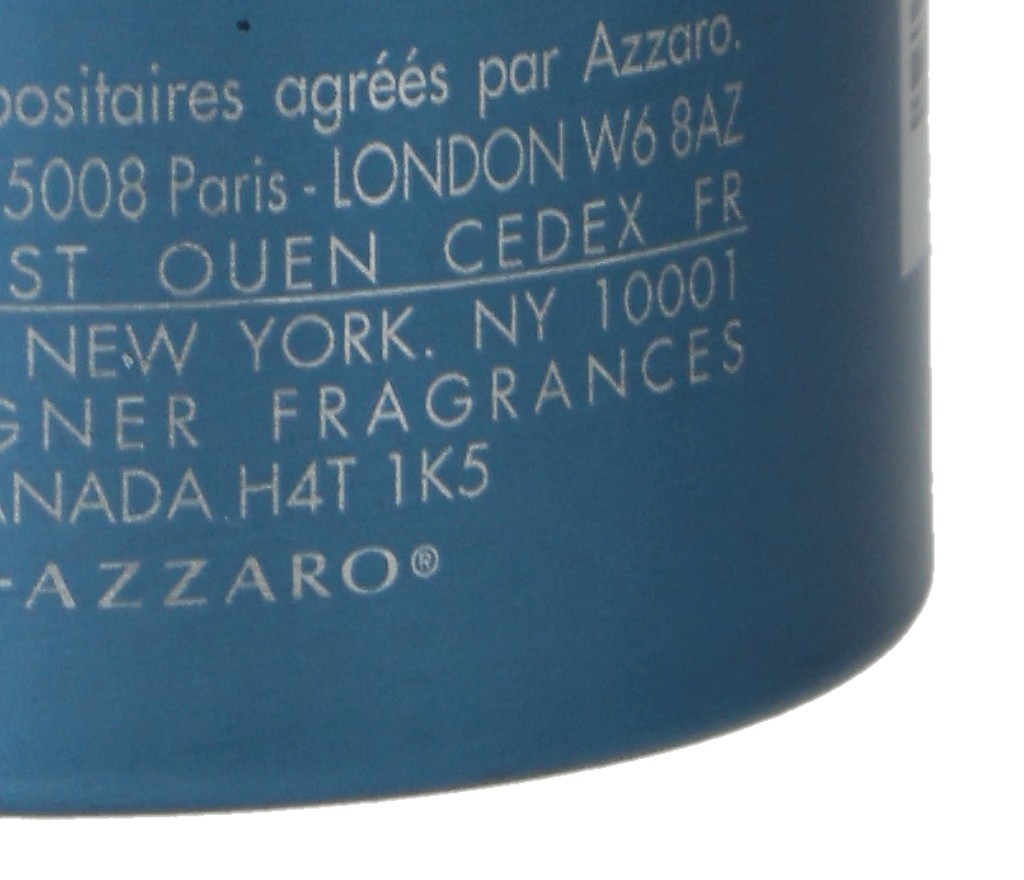 positaires agréés par Azzaro.
5008 Paris - LONDON W6 8AZ
ST OUEN CEDEX FR
NEW YORK. NY 10001
GNER FRAGRANCES
ANADA H4T 1K5
-AZZARO®